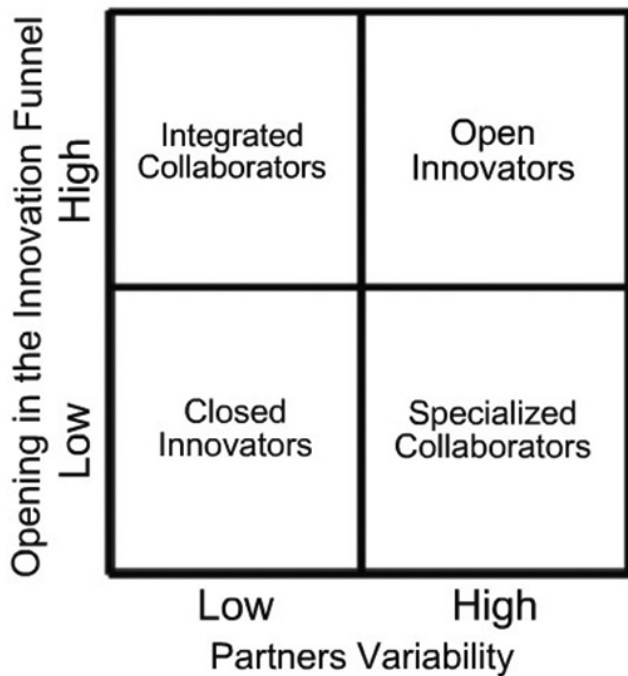 Opening in the Innovation Funnel
High
Low
Integrated
Collaborators
Open
Innovators
Closed
Innovators
Specialized
Collaborators
Low
High
Partners Variability